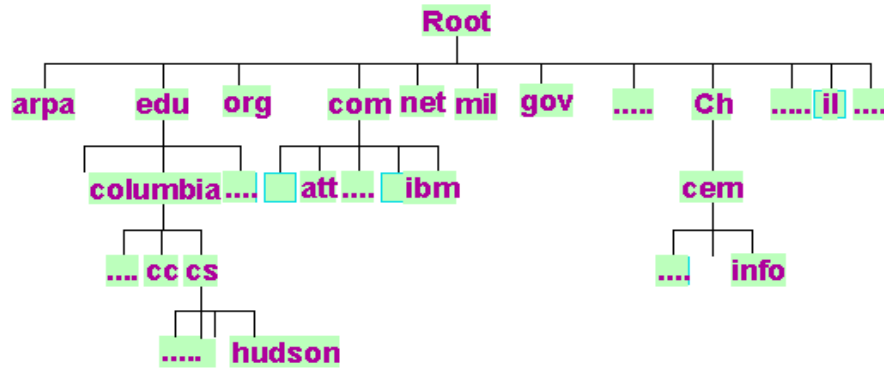 Root
arpa edu org com net mil gov ..... Ch ..... il ....
columbia .... att .... ibm cern
.... cc cs .... info
..... hudson